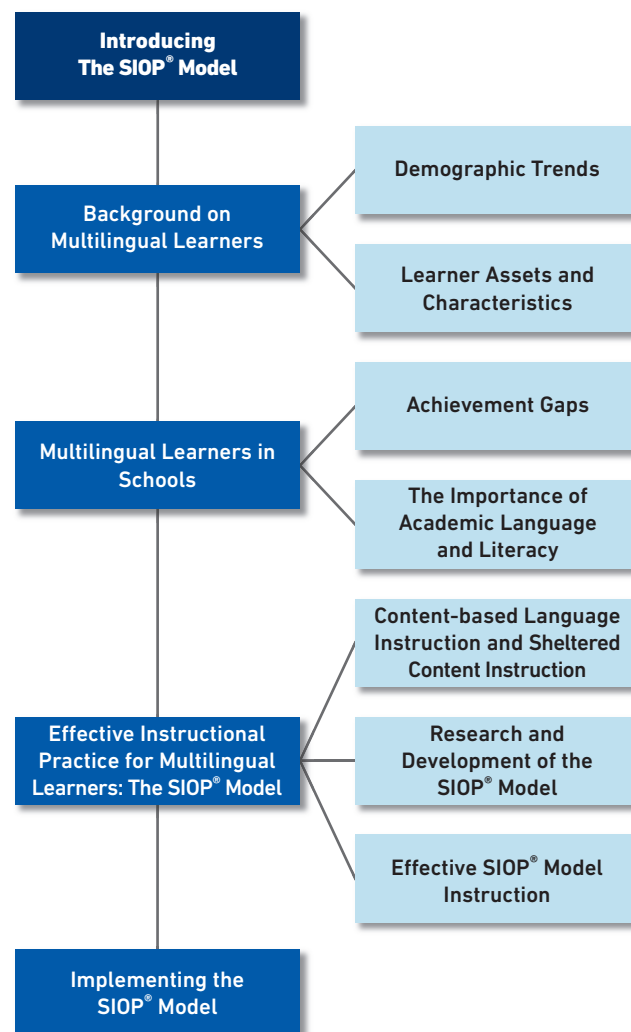 Introducing
The SIOP® Model
Background on
Multilingual Learners
Demographic Trends
Learner Assets and
Characteristics
Multilingual Learners in
Schools
Achievement Gaps
The Importance of
Academic Language
and Literacy
Effective Instructional
Practice for Multilingual
Learners: The SIOP® Model
Content-based Language
Instruction and Sheltered
Content Instruction
Research and
Development of the
SIOP® Model
Effective SIOP® Model
Instruction
Implementing the
SIOP® Model